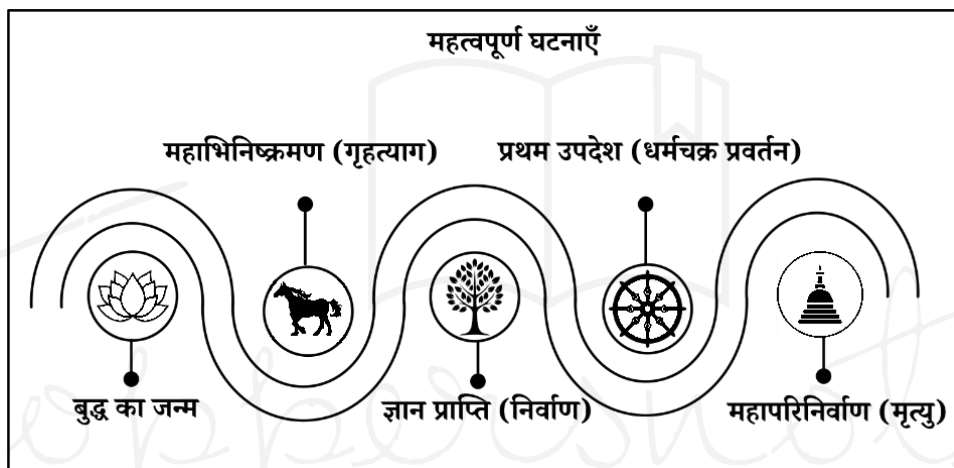 महत्वपूर्ण घटनाएँ
महाभिनिष्क्रमण (गृहत्याग)
प्रथम उपदेश (धर्मचक्र प्रवर्तन)
बुद्ध का जन्म
ज्ञान प्राप्ति (निर्वाण)
महापरिनिर्वाण (मृत्यु)